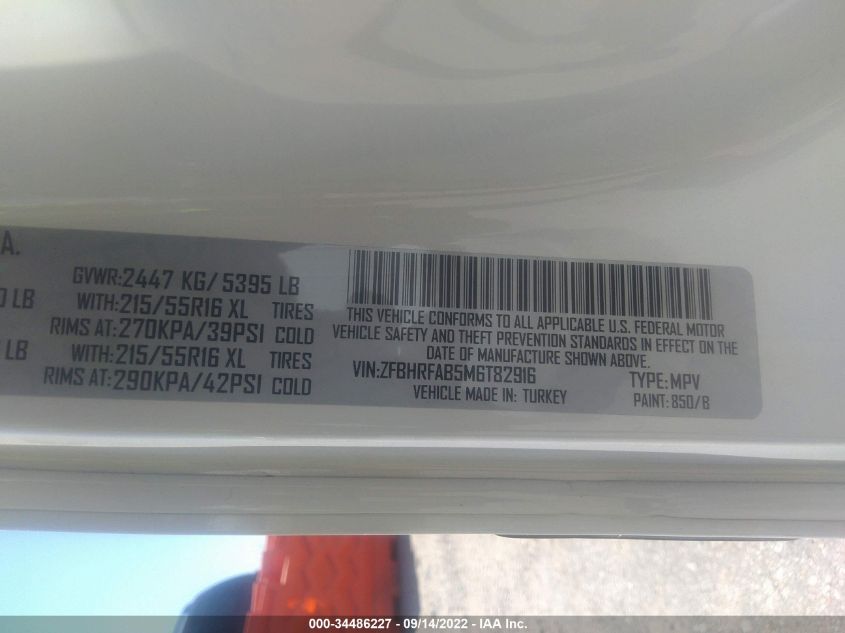 A.
GVWR:2447 KG/ 5395 LB
0 LB
WITH:215/55R16 XL TIRES
RIMS AT:270KPA/39PSI COLD
LB
WITH:215/55R16 XL TIRES
RIMS AT:290KPA/42PSI COLD
THIS VEHICLE CONFORMS TO ALL APPLICABLE U.S. FEDERAL MOTOR
VEHICLE SAFETY AND THEFT PREVENTION STANDARDS IN EFFECT ON THE
DATE OF MANUFACTURE SHOWN ABOVE.
VIN:ZFBHRFAB5M6T82916 TYPE:MPV
VEHICLE MADE IN: TURKEY PAINT:850/B
000-34486227 - 09/14/2022 - IAA Inc.